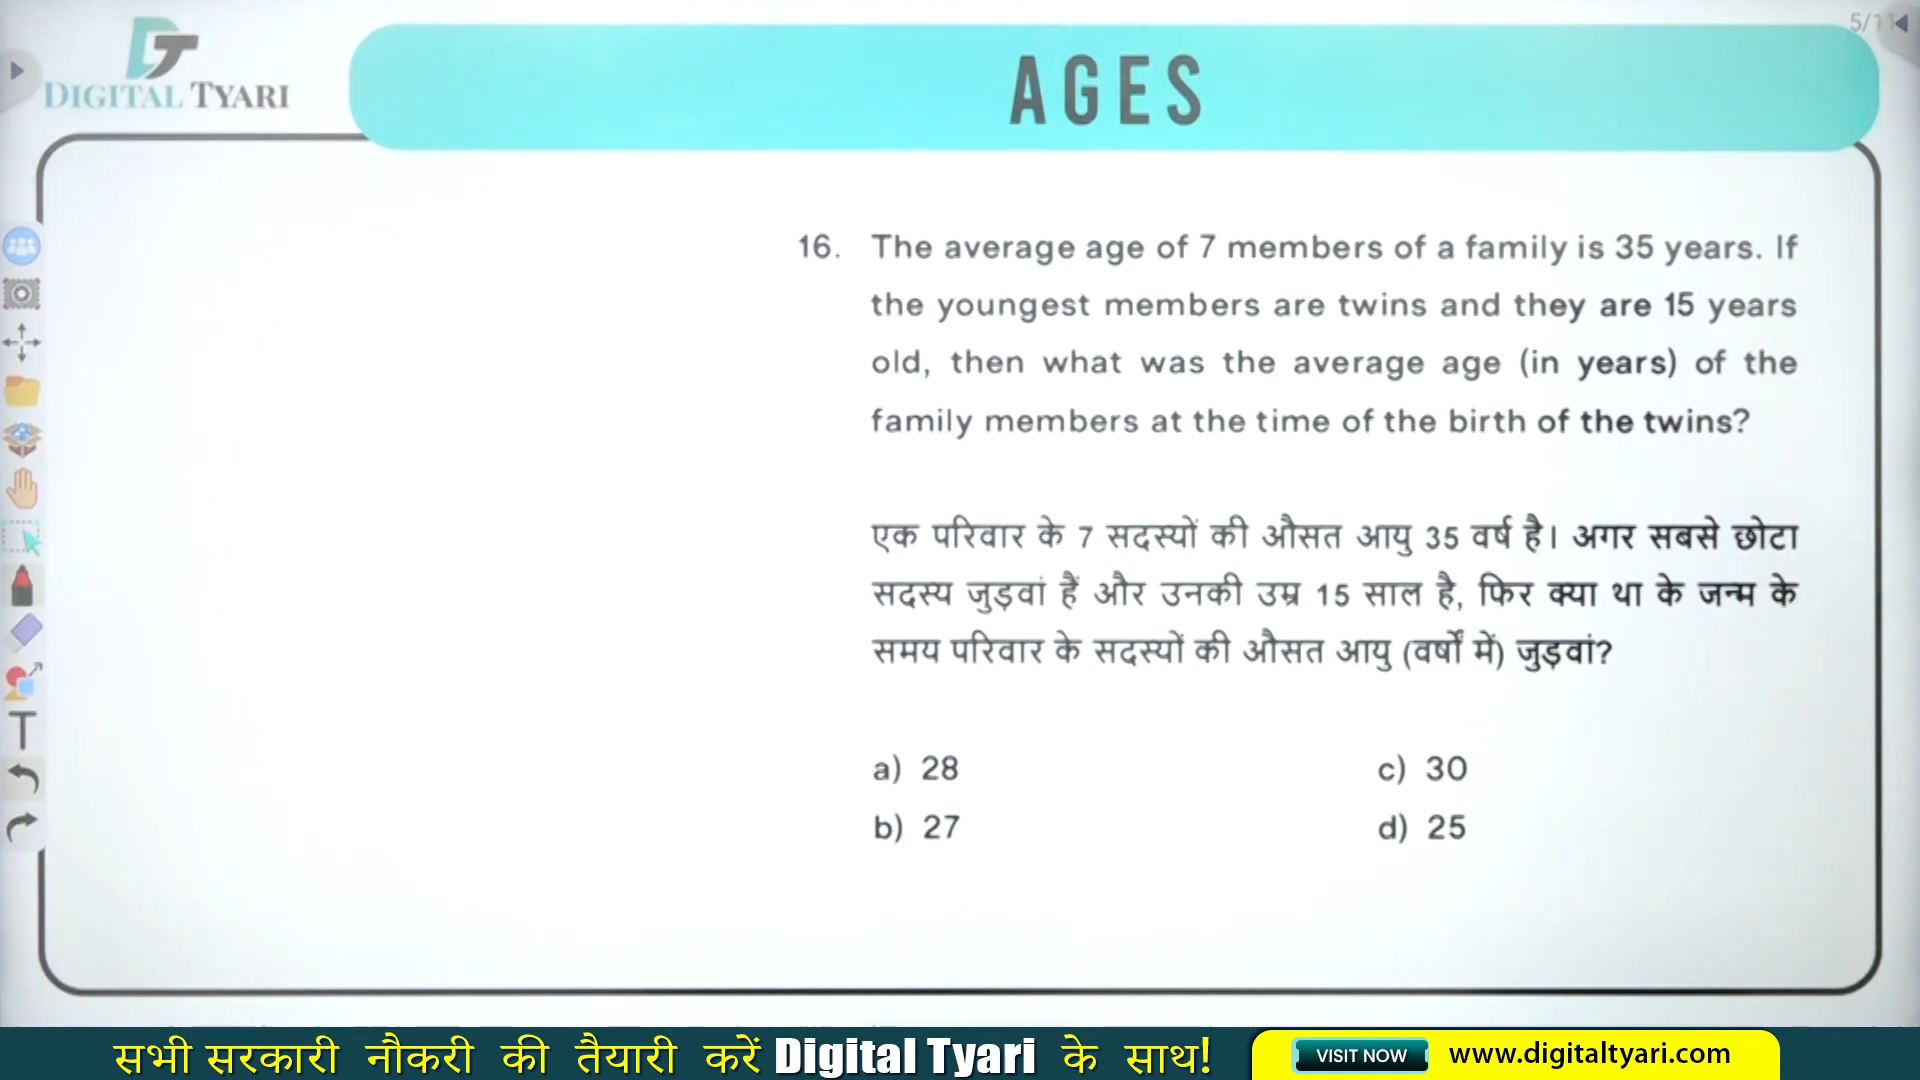 5/11
DT
DIGITAL TYARI
AGES
16. The average age of 7 members of a family is 35 years. If
the youngest members are twins and they are 15 years
old, then what was the average age (in years) of the
family members at the time of the birth of the twins?
एक परिवार के 7 सदस्यों की औसत आयु 35 वर्ष है। अगर सबसे छोटा
सदस्य जुड़वां हैं और उनकी उम्र 15 साल है, फिर क्या था के जन्म के
समय परिवार के सदस्यों की औसत आयु (वर्षों में) जुड़वां?
a) 28 c) 30
b) 27 d) 25
T
सभी सरकारी नौकरी की तैयारी करें Digital Tyari के साथ!
VISIT NOW www.digitaltyari.com